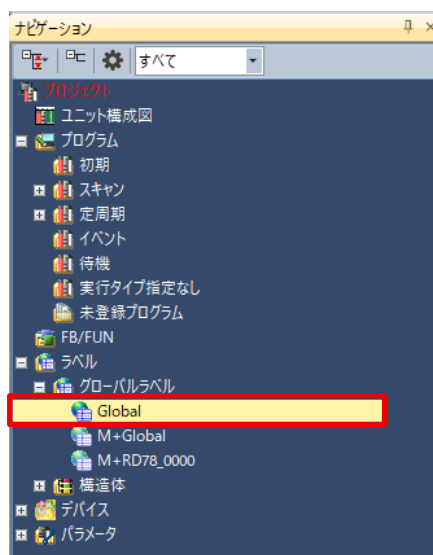 ナビゲーション
すべて
プロジェクト
ユニット構成図
プログラム
初期
スキャン
定周期
イベント
待機
実行タイプ指定なし
未登録プログラム
FB/FUN
ラベル
グローバルラベル
Global
M+Global
M+RD78_0000
構造体
デバイス
パラメータ